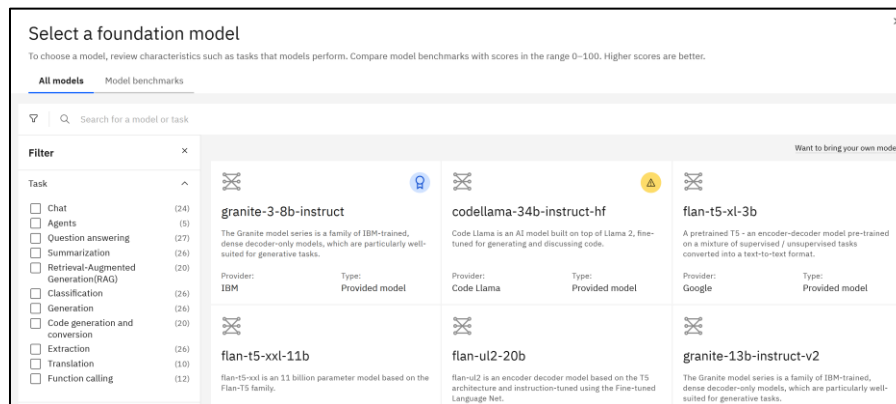 Select a foundation model
To choose a model, review characteristics such as tasks that models perform. Compare model benchmarks with scores in the range 0–100. Higher scores are better.
All models Model benchmarks
Search for a model or task
Filter
Want to bring your own mode
Task
Chat (24)
Agents (5)
Question answering (27)
Summarization (26)
Retrieval-Augmented (20)
Generation(RAG)
Classification (26)
Generation (26)
Code generation and (20)
conversion
Extraction (26)
Translation (10)
Function calling (12)
granite-3-8b-instruct
The Granite model series is a family of IBM-trained,
dense decoder-only models, which are particularly well-
suited for generative tasks.
Provider: Type:
IBM Provided model
codellama-34b-instruct-hf
Code Llama is an AI model built on top of Llama 2, fine-
tuned for generating and discussing code.
Provider: Type:
Code Llama Provided model
flan-t5-xl-3b
A pretrained T5 - an encoder-decoder model pre-trained
on a mixture of supervised / unsupervised tasks
converted into a text-to-text format.
Provider: Type:
Google Provided model
flan-t5-xxl-11b
flan-t5-xxl is an 11 billion parameter model based on the
Flan-T5 family.
flan-ul2-20b
flan-ul2 is an encoder decoder model based on the T5
architecture and instruction-tuned using the Fine-tuned
Language Net.
granite-13b-instruct-v2
The Granite model series is a family of IBM-trained,
dense decoder-only models, which are particularly well-
suited for generative tasks.